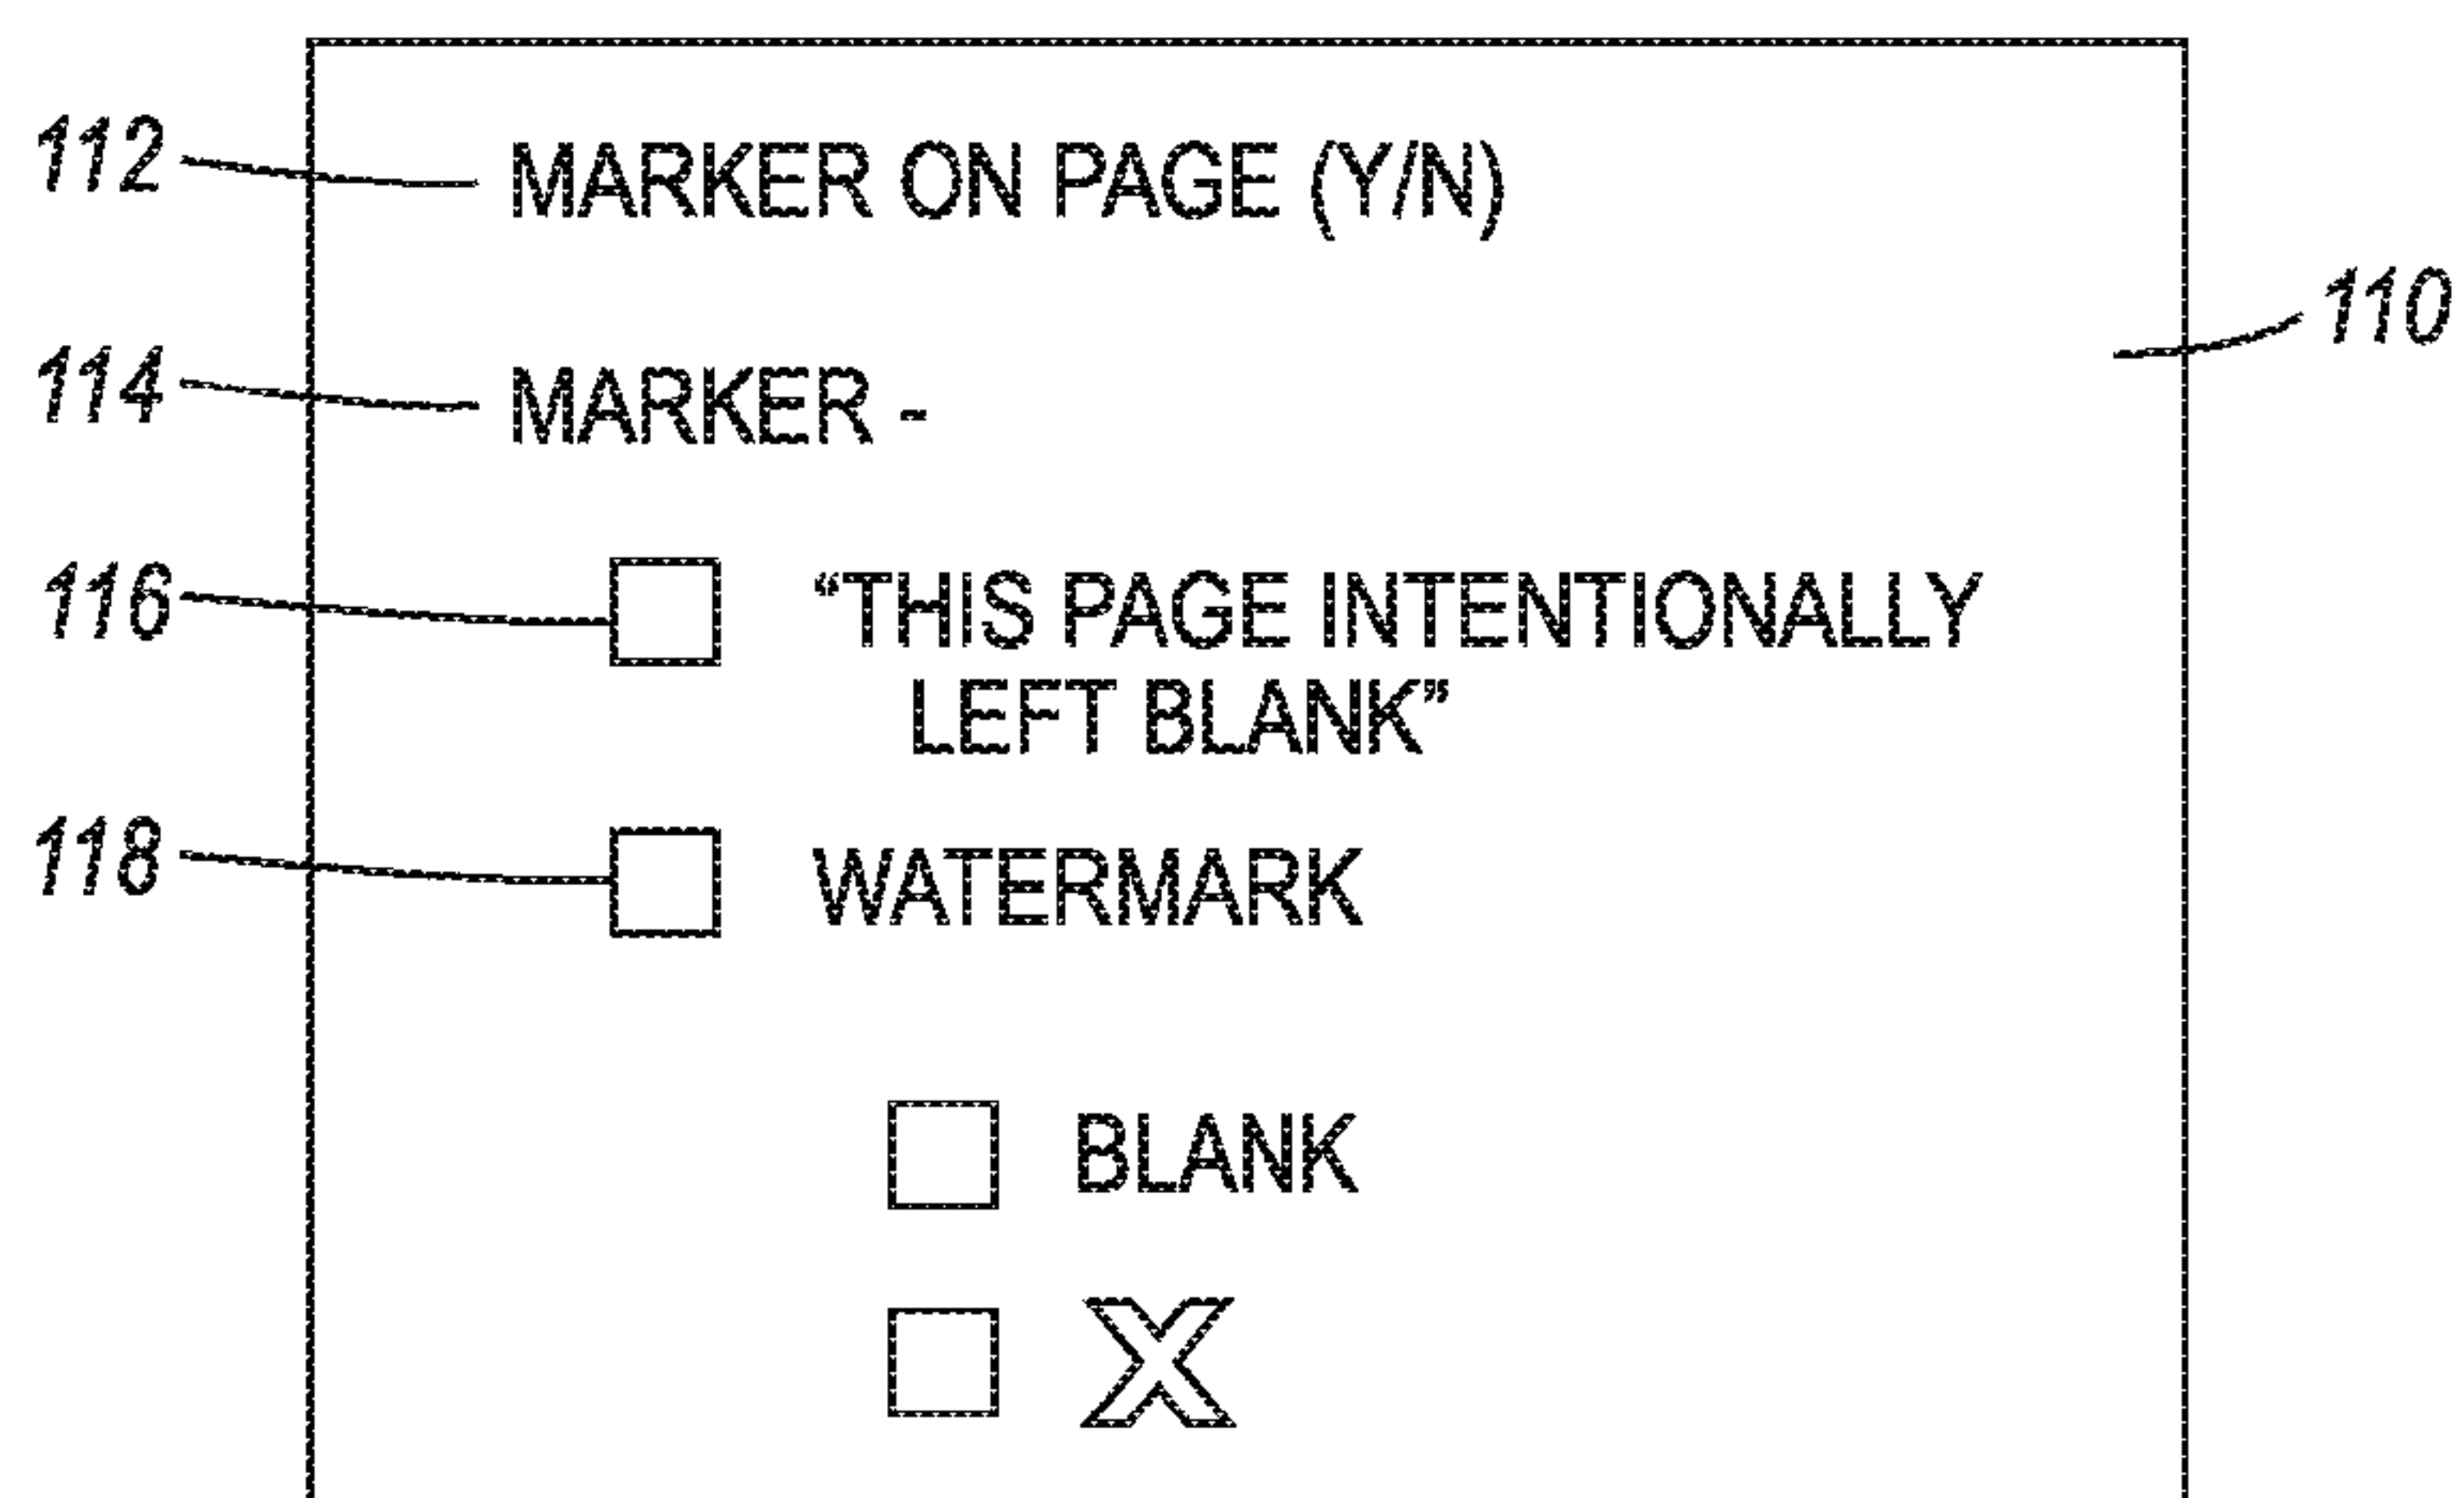 112 MARKER ON PAGE (Y/N)
110
114 MARKER -
116 “THIS PAGE INTENTIONALLY
LEFT BLANK”
118 WATERMARK
BLANK
X